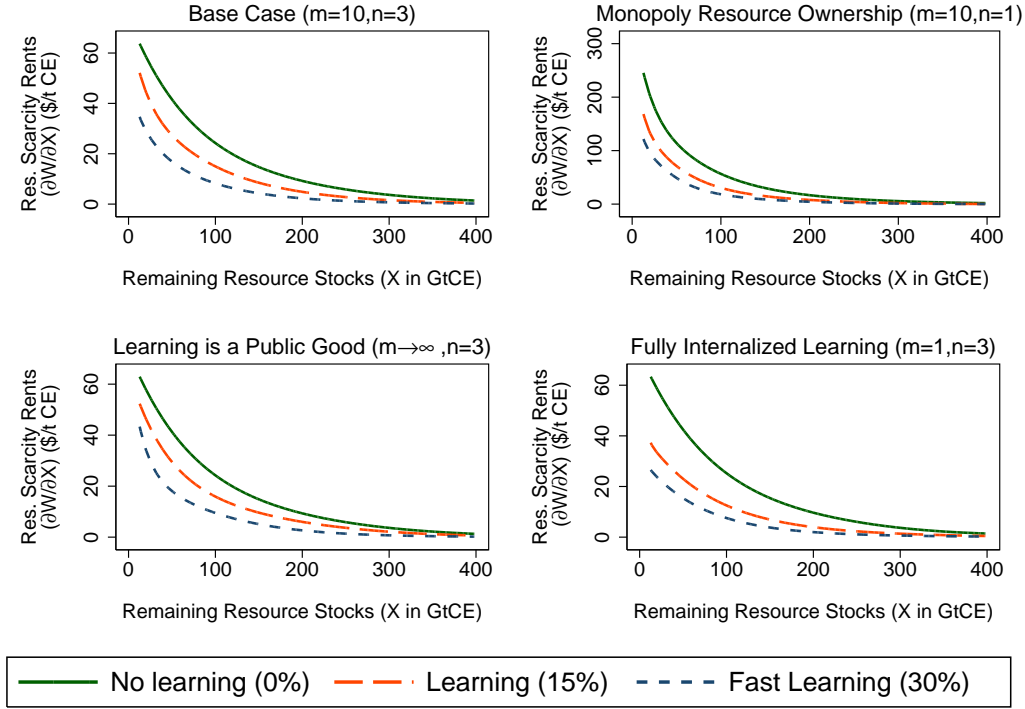 Base Case (m=10,n=3)
Res. Scarcity Rents
(∂W/∂X) ($/t CE)
60
40
20
0
0 100 200 300 400
Remaining Resource Stocks (X in GtCE)
Monopoly Resource Ownership (m=10,n=1)
Res. Scarcity Rents
(∂W/∂X) ($/t CE)
300
200
100
0
0 100 200 300 400
Remaining Resource Stocks (X in GtCE)
Learning is a Public Good (m→∞ ,n=3)
Res. Scarcity Rents
(∂W/∂X) ($/t CE)
60
40
20
0
0 100 200 300 400
Remaining Resource Stocks (X in GtCE)
Fully Internalized Learning (m=1,n=3)
Res. Scarcity Rents
(∂W/∂X) ($/t CE)
60
40
20
0
0 100 200 300 400
Remaining Resource Stocks (X in GtCE)
No learning (0%) Learning (15%) Fast Learning (30%)